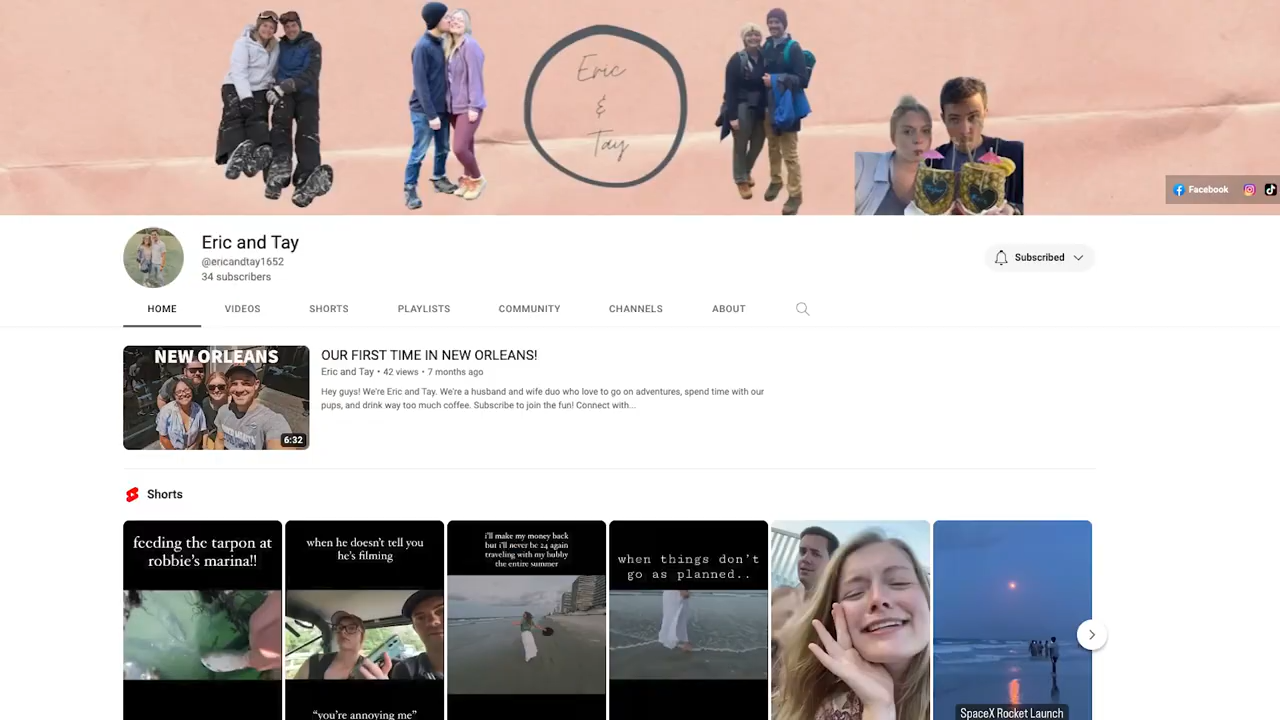 Eric
&
Tay
Facebook
Eric and Tay
@ericandtay1652
34 subscribers
Subscribed
HOME
VIDEOS
SHORTS
PLAYLISTS
COMMUNITY
CHANNELS
ABOUT
NEW ORLEANS
6:32
OUR FIRST TIME IN NEW ORLEANS!
Eric and Tay • 42 views • 7 months ago
Hey guys! We're Eric and Tay. We're a husband and wife duo who love to go on adventures, spend time with our
pups, and drink way too much coffee. Subscribe to join the fun! Connect with...
Shorts
feeding the tarpon at
robbie's marina!!
when he doesn't tell you
he's filming
"you're annoying me"
i'll make my money back
but i'll never be 24 again
traveling with my hubby
the entire summer
when things don't
go as planned..
SpaceX Rocket Launch